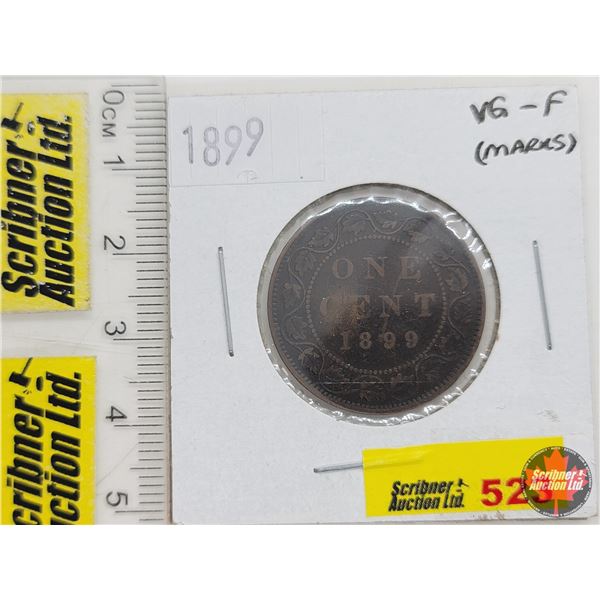 Scribner
Auction Ltd.
Scribner
Auction Ltd.
0CM
1
2
3
4
5
1899
VG - F
(MARKS)
ONE
CENT
1899
Scribner
Auction Ltd.
Scribner
Auction Ltd.